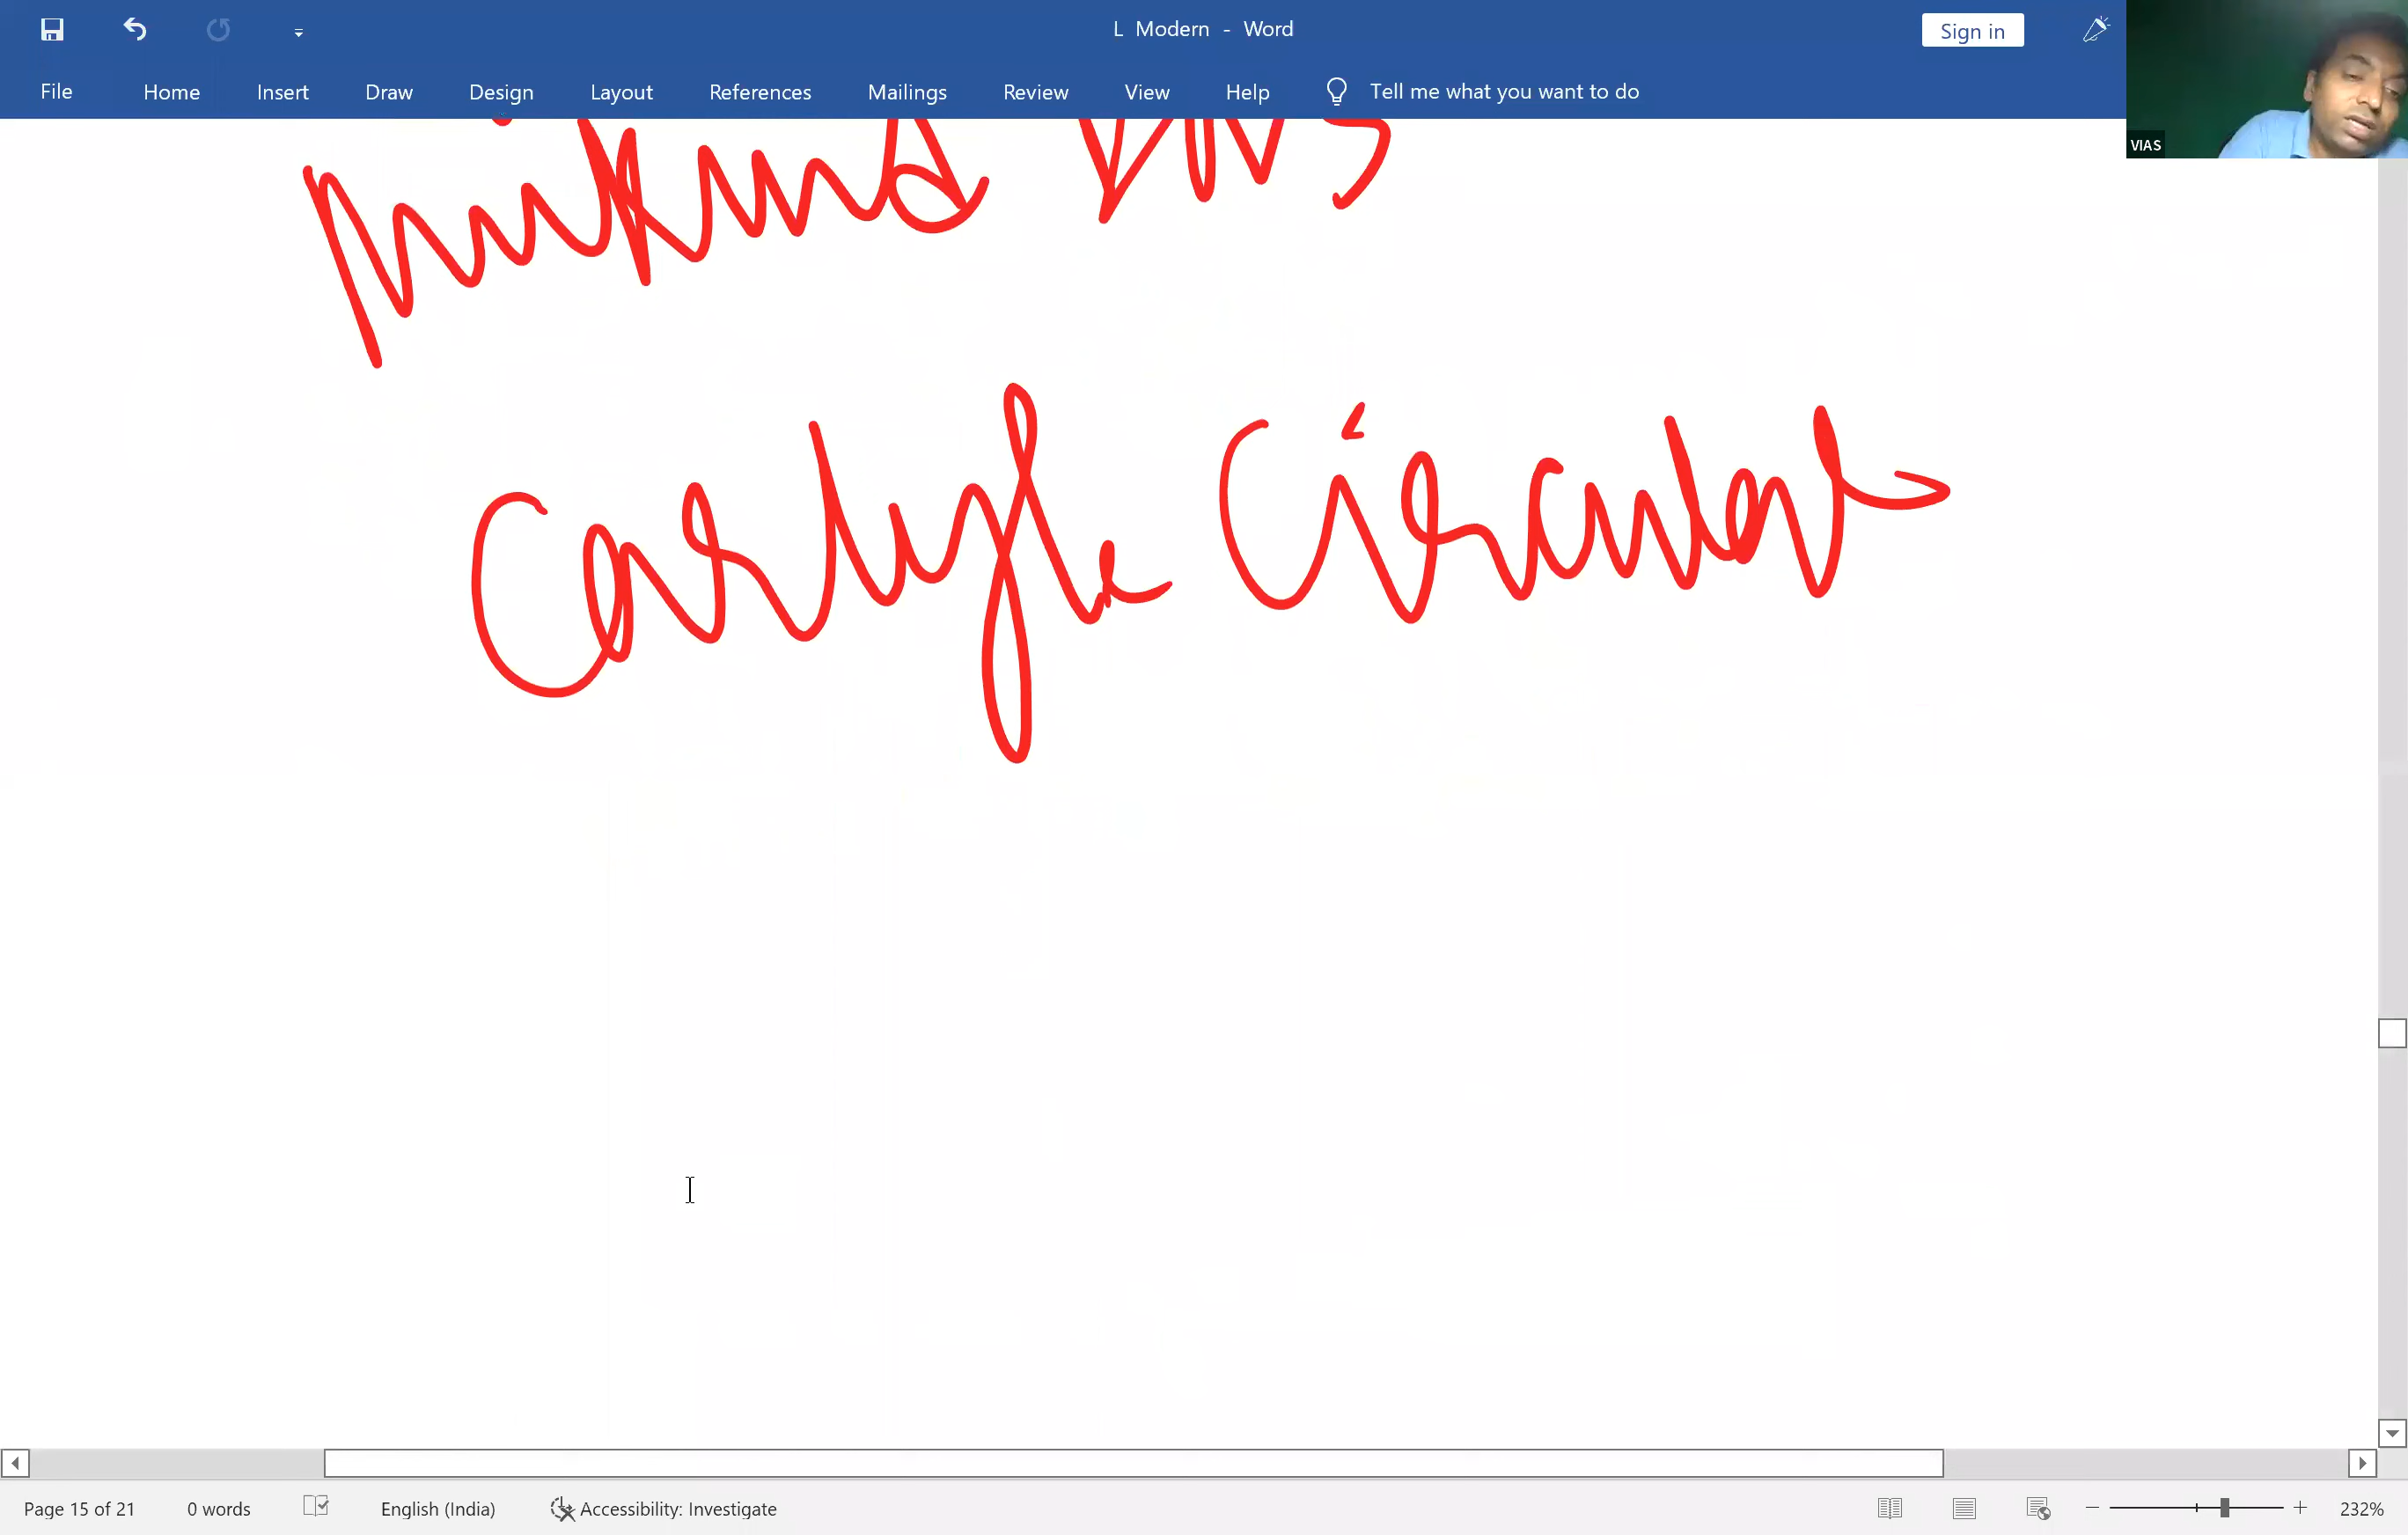 L Modern - Word
Sign in
File Home Insert Draw Design Layout References Mailings Review View Help Tell me what you want to do
VIAS
Carlyle Circular
Page 15 of 21 0 words English (India) Accessibility: Investigate 232%